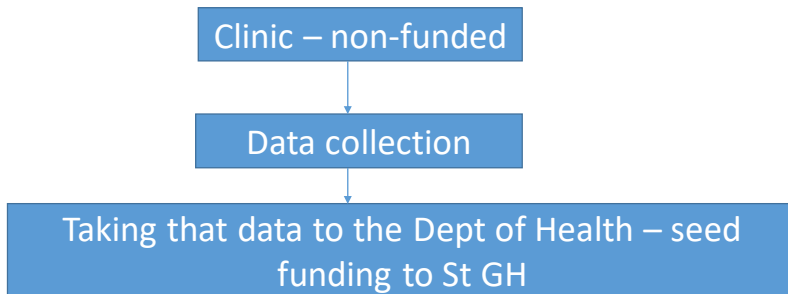 Clinic – non-funded
Data collection
Taking that data to the Dept of Health – seed
funding to St GH